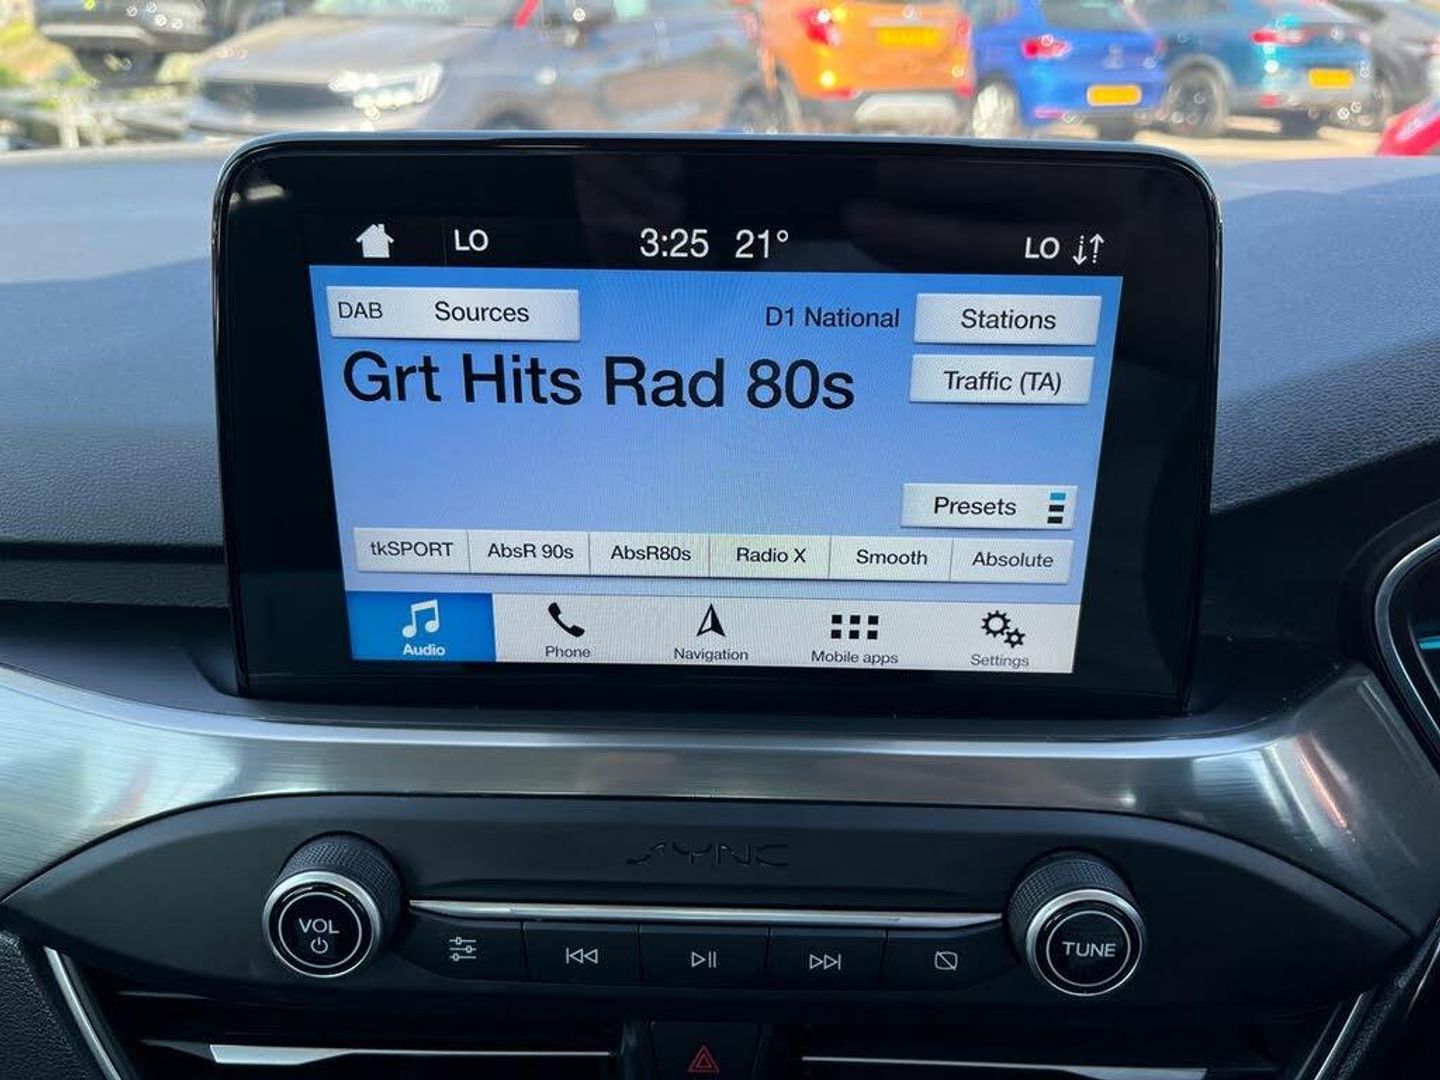 LO 3:25 21° LO
DAB Sources D1 National Stations
Grt Hits Rad 80s
Traffic (TA)
Presets
tkSPORT AbsR 90s AbsR80s Radio X Smooth Absolute
Audio Phone Navigation Mobile apps Settings
SYNC
VOL TUNE